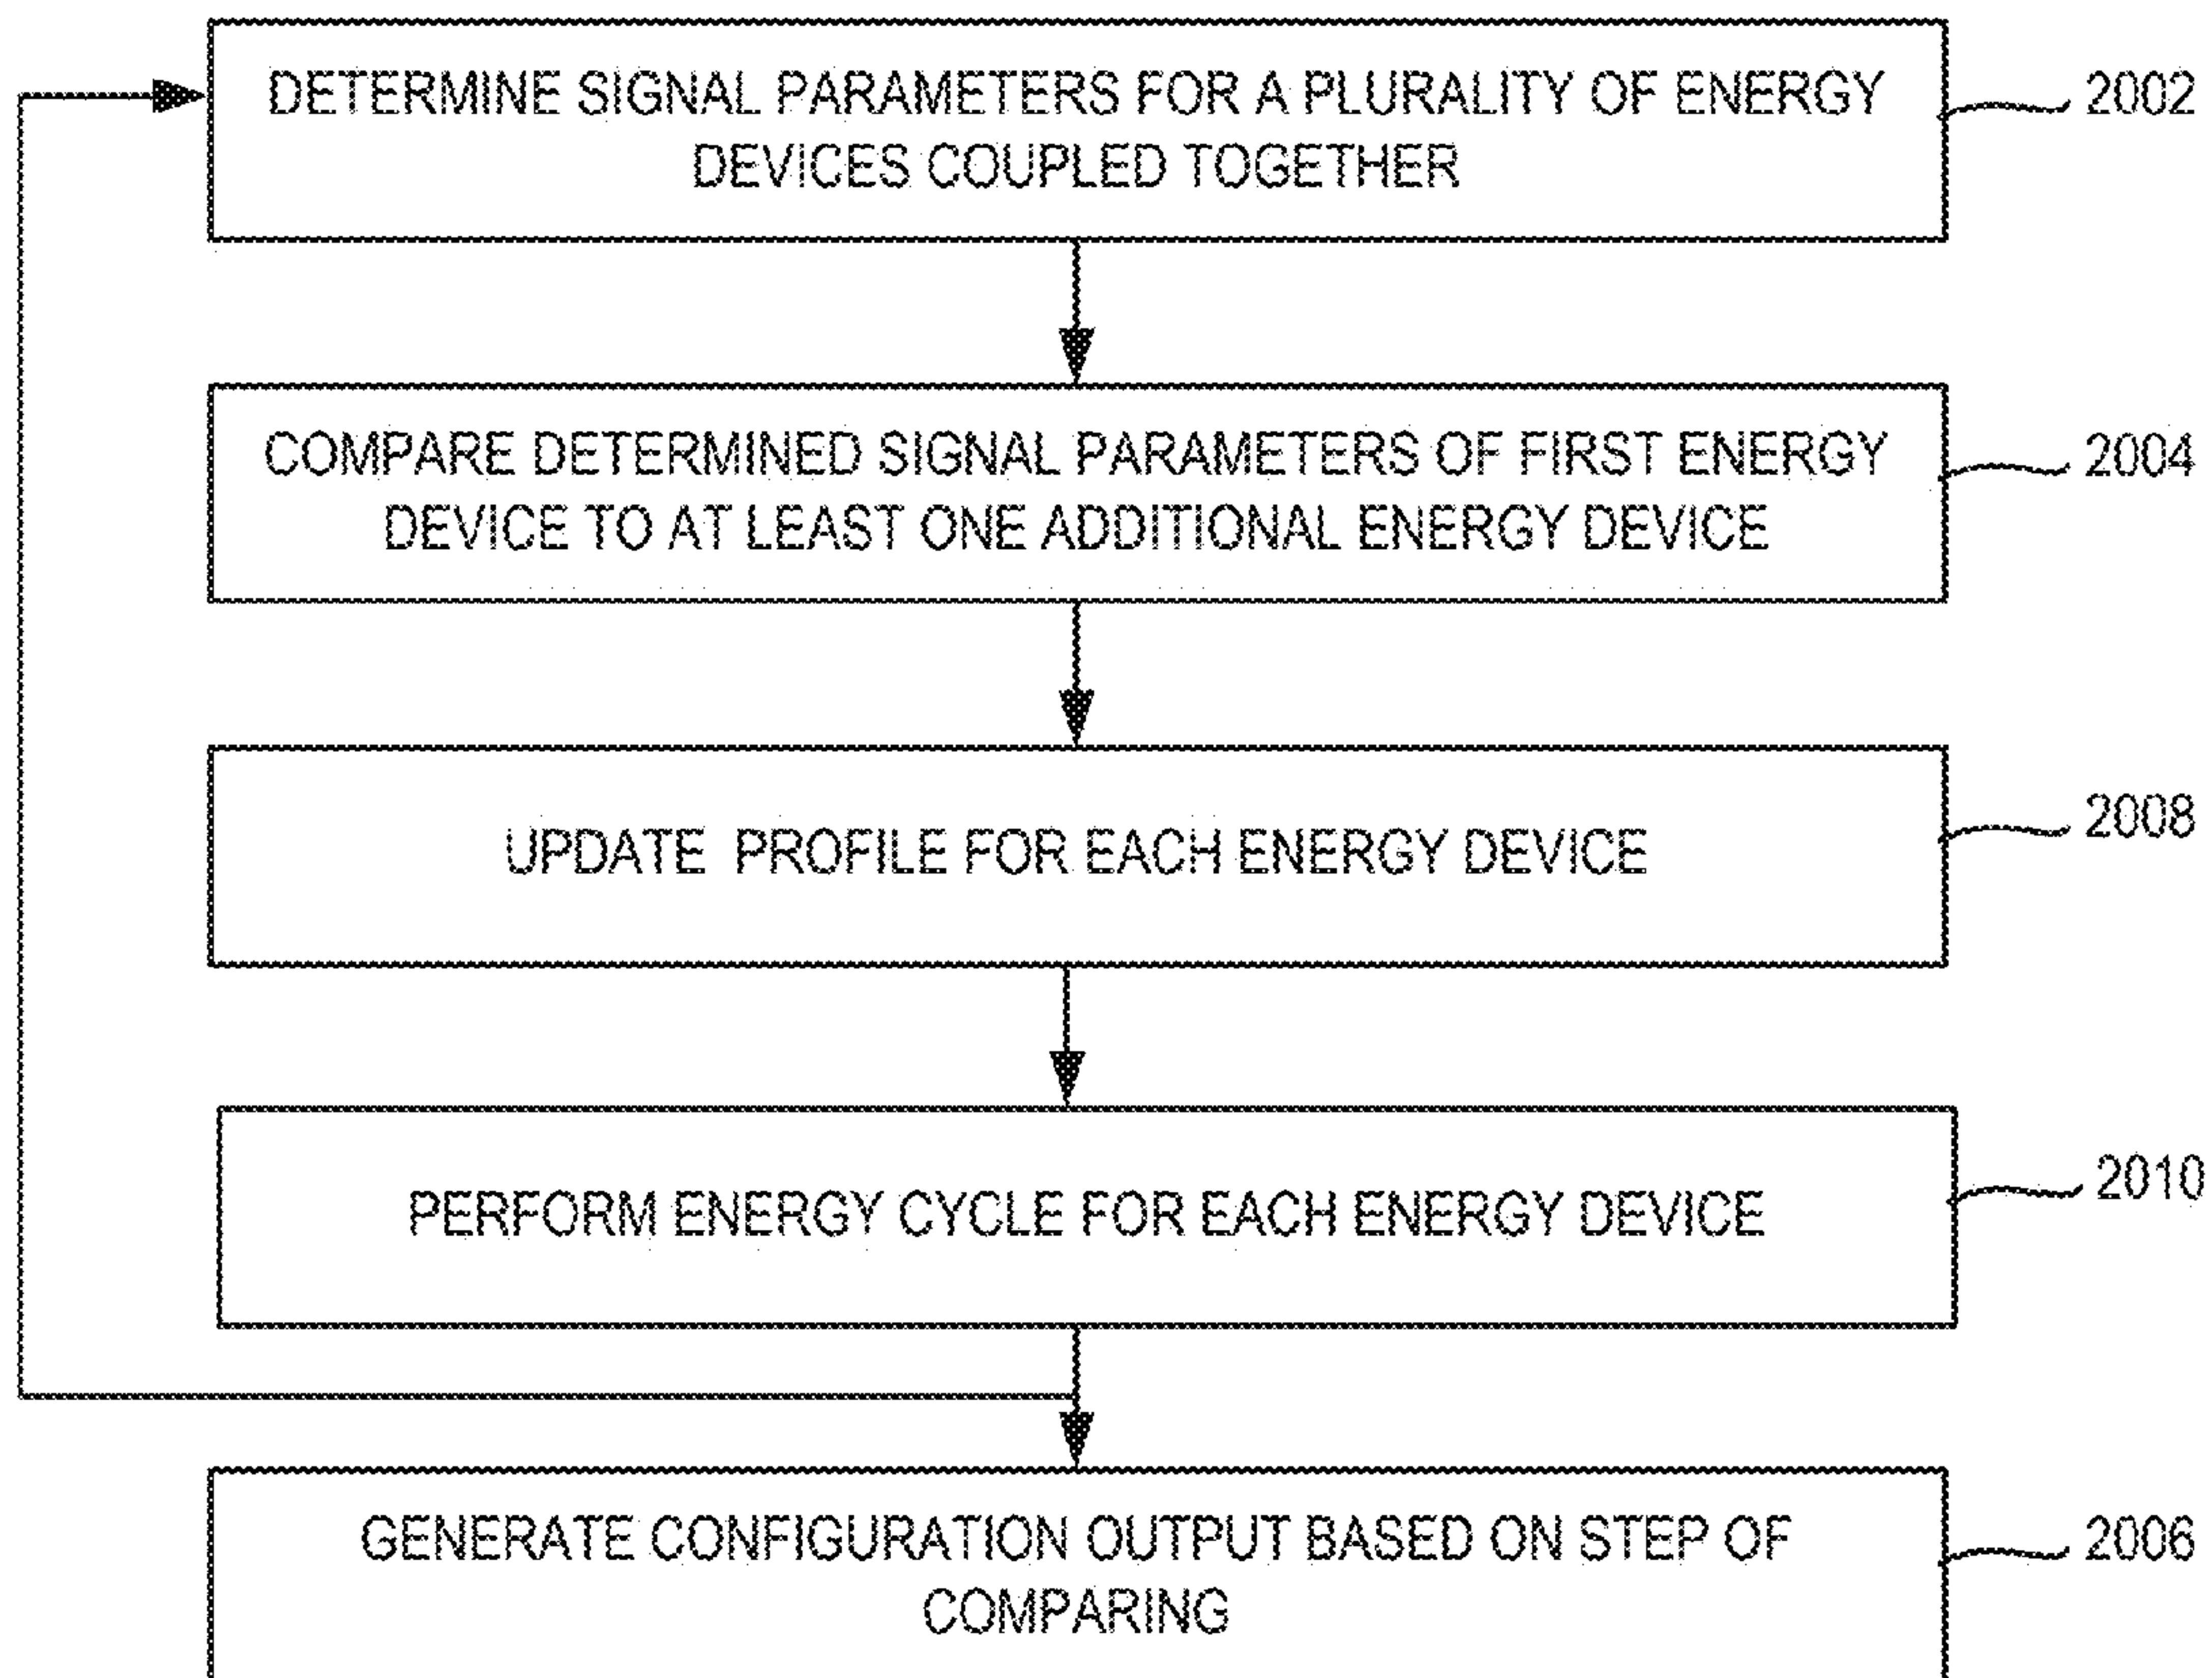 DETERMINE SIGNAL PARAMETERS FOR A PLURALITY OF ENERGY
DEVICES COUPLED TOGETHER
2002
COMPARE DETERMINED SIGNAL PARAMETERS OF FIRST ENERGY
DEVICE TO AT LEAST ONE ADDITIONAL ENERGY DEVICE
2004
UPDATE PROFILE FOR EACH ENERGY DEVICE
2008
PERFORM ENERGY CYCLE FOR EACH ENERGY DEVICE
2010
GENERATE CONFIGURATION OUTPUT BASED ON STEP OF
COMPARING
2006